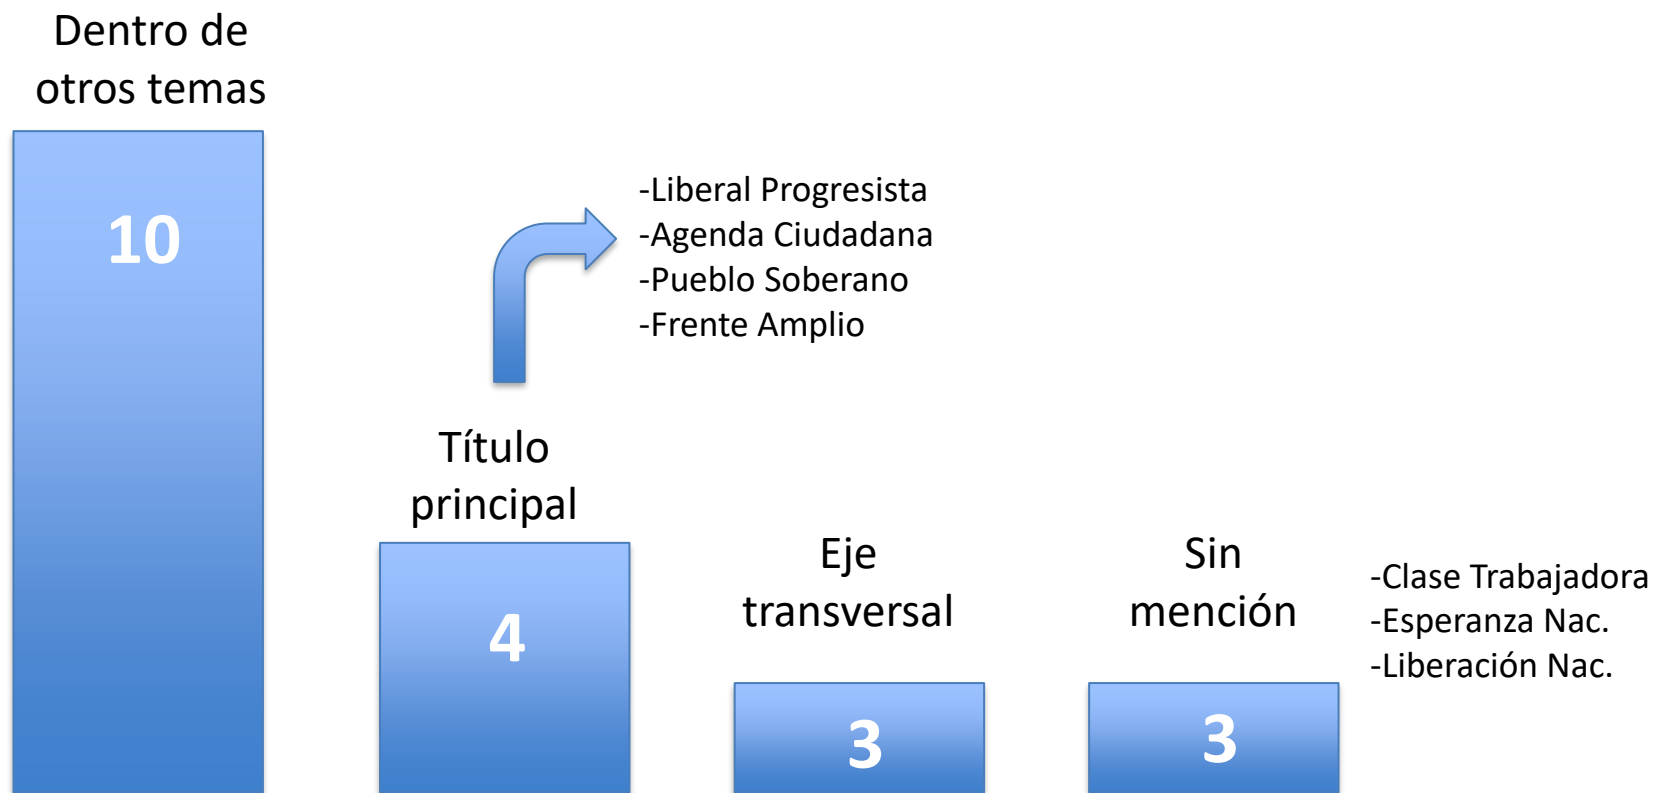 Dentro de
otros temas
10
-Liberal Progresista
-Agenda Ciudadana
-Pueblo Soberano
-Frente Amplio
Título
principal
4
Eje
transversal
3
Sin
mención
3
-Clase Trabajadora
-Esperanza Nac.
-Liberación Nac.